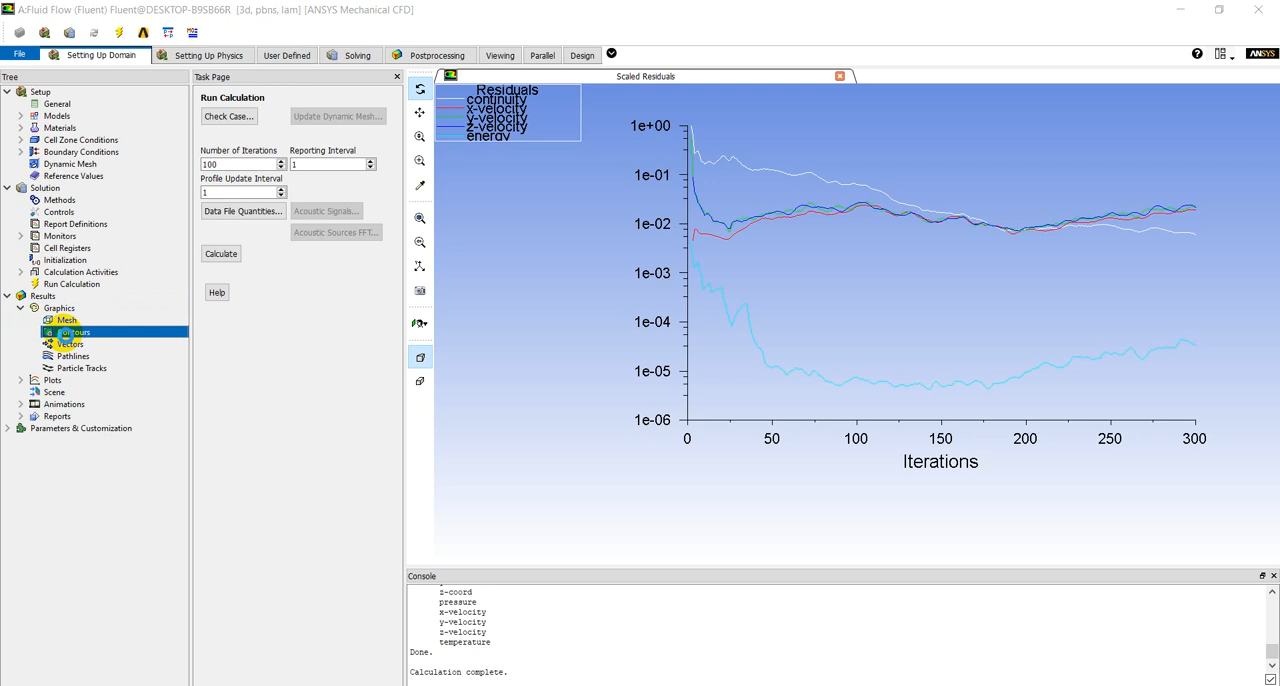 A:Fluid Flow (Fluent) Fluent@DESKTOP-B9SB66R [3d, pbns, lam] [ANSYS Mechanical CFD]
File
Setting Up Domain
Setting Up Physics
User Defined
Solving
Postprocessing
Viewing
Parallel
Design
ANSYS
Tree
Setup
General
Models
Materials
Cell Zone Conditions
Boundary Conditions
Dynamic Mesh
Reference Values
Solution
Methods
Controls
Report Definitions
Monitors
Cell Registers
Initialization
Calculation Activities
Run Calculation
Results
Graphics
Mesh
Contours
Vectors
Pathlines
Particle Tracks
Plots
Scene
Animations
Reports
Parameters & Customization
Task Page
Run Calculation
Check Case...
Update Dynamic Mesh...
Number of Iterations
Reporting Interval
100
1
Profile Update Interval
1
Data File Quantities...
Acoustic Signals...
Acoustic Sources FFT...
Calculate
Help
Scaled Residuals
Residuals
continuity
x-velocity
y-velocity
z-velocity
energy
1e+00
1e-01
1e-02
1e-03
1e-04
1e-05
1e-06
0
50
100
150
200
250
300
Iterations
Console
z-coord
pressure
x-velocity
y-velocity
z-velocity
temperature
Done.
Calculation complete.